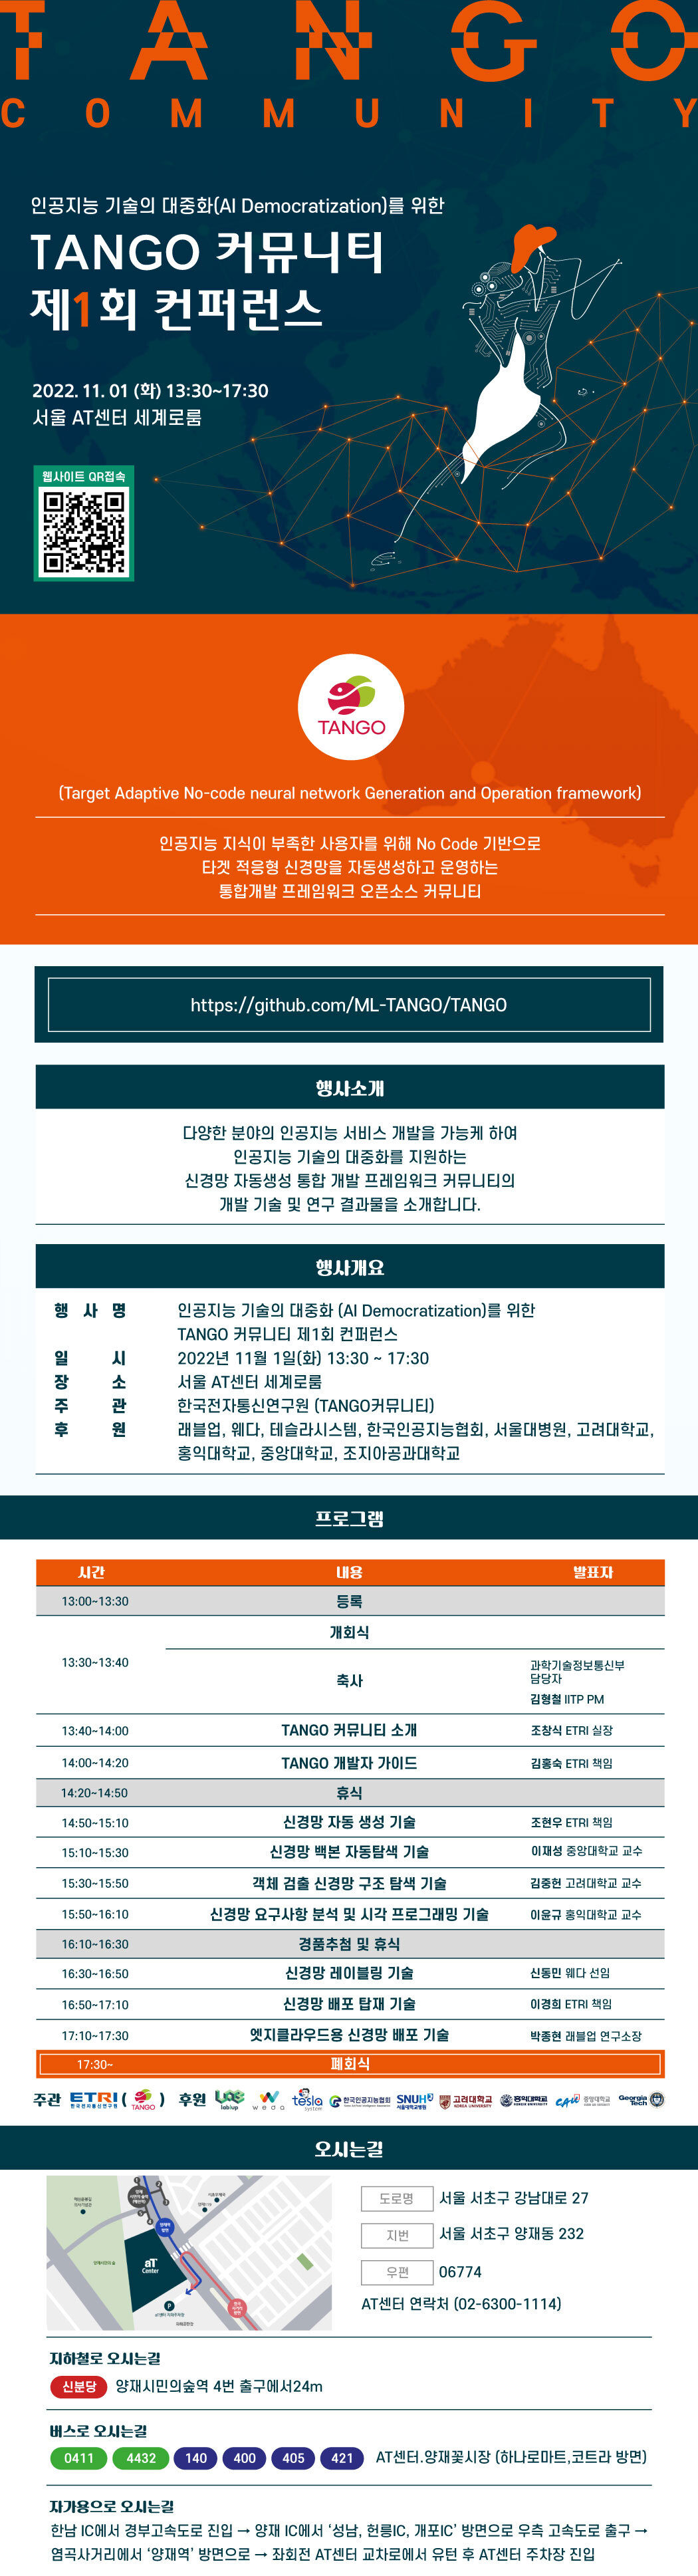 TANGO
COMMUNITY
인공지능 기술의 대중화(AI Democratization)를 위한
TANGO 커뮤니티
제1회 컨퍼런스
2022. 11. 01 (화) 13:30~17:30
서울 AT센터 세계로룸
웹사이트 QR접속
TANGO
(Target Adaptive No-code neural network Generation and Operation framework)
인공지능 지식이 부족한 사용자를 위해 No Code 기반으로
타겟 적응형 신경망을 자동생성하고 운영하는
통합개발 프레임워크 오픈소스 커뮤니티
https://github.com/ML-TANGO/TANGO
행사소개
다양한 분야의 인공지능 서비스 개발을 가능케 하여
인공지능 기술의 대중화를 지원하는
신경망 자동생성 통합 개발 프레임워크 커뮤니티의
개발 기술 및 연구 결과물을 소개합니다.
행사개요
행 사 명 인공지능 기술의 대중화 (AI Democratization)를 위한
TANGO 커뮤니티 제1회 컨퍼런스
일 시 2022년 11월 1일(화) 13:30 ~ 17:30
장 소 서울 AT센터 세계로룸
주 관 한국전자통신연구원 (TANGO커뮤니티)
후 원 래블업, 웨다, 테슬라시스템, 한국인공지능협회, 서울대병원, 고려대학교,
홍익대학교, 중앙대학교, 조지아공과대학교
프로그램
시간 내용 발표자
13:00~13:30 등록
개회식
13:30~13:40
축사
과학기술정보통신부
담당자
김형철 IITP PM
13:40~14:00 TANGO 커뮤니티 소개 조창식 ETRI 실장
14:00~14:20 TANGO 개발자 가이드 김홍숙 ETRI 책임
14:20~14:50 휴식
14:50~15:10 신경망 자동 생성 기술 조현우 ETRI 책임
15:10~15:30 신경망 백본 자동탐색 기술 이재성 중앙대학교 교수
15:30~15:50 객체 검출 신경망 구조 탐색 기술 김중헌 고려대학교 교수
15:50~16:10 신경망 요구사항 분석 및 시각 프로그래밍 기술 이윤규 홍익대학교 교수
16:10~16:30 경품추첨 및 휴식
16:30~16:50 신경망 레이블링 기술 신동민 웨다 선임
16:50~17:10 신경망 배포 탑재 기술 이경희 ETRI 책임
17:10~17:30 엣지클라우드용 신경망 배포 기술 박종현 래블업 연구소장
17:30~ 폐회식
주관 ETRI 한국전자통신연구원 ( TANGO ) 후원 lablup weda tesla system 한국인공지능협회 SNUH 서울대학교병원 고려대학교 KOREA UNIVERSITY 홍익대학교 CAU 중앙대학교 Georgia Tech
오시는길
aT Center
P
도로명 서울 서초구 강남대로 27
지번 서울 서초구 양재동 232
우편 06774
AT센터 연락처 (02-6300-1114)
지하철로 오시는길
신분당 양재시민의숲역 4번 출구에서24m
버스로 오시는길
0411 4432 140 400 405 421 AT센터.양재꽃시장 (하나로마트,코트라 방면)
자가용으로 오시는길
한남 IC에서 경부고속도로 진입 → 양재 IC에서 ‘성남, 헌릉IC, 개포IC’ 방면으로 우측 고속도로 출구 →
염곡사거리에서 ‘양재역’ 방면으로 → 좌회전 AT센터 교차로에서 유턴 후 AT센터 주차장 진입